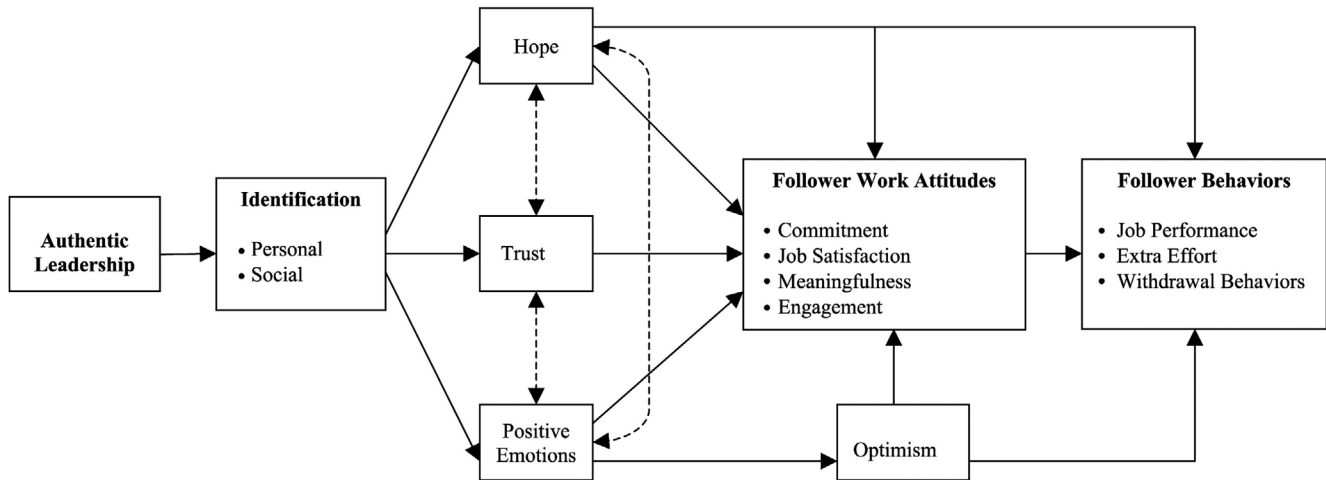 Authentic
Leadership
Identification
• Personal
• Social
Hope
Trust
Positive
Emotions
Follower Work Attitudes
• Commitment
• Job Satisfaction
• Meaningfulness
• Engagement
Optimism
Follower Behaviors
• Job Performance
• Extra Effort
• Withdrawal Behaviors